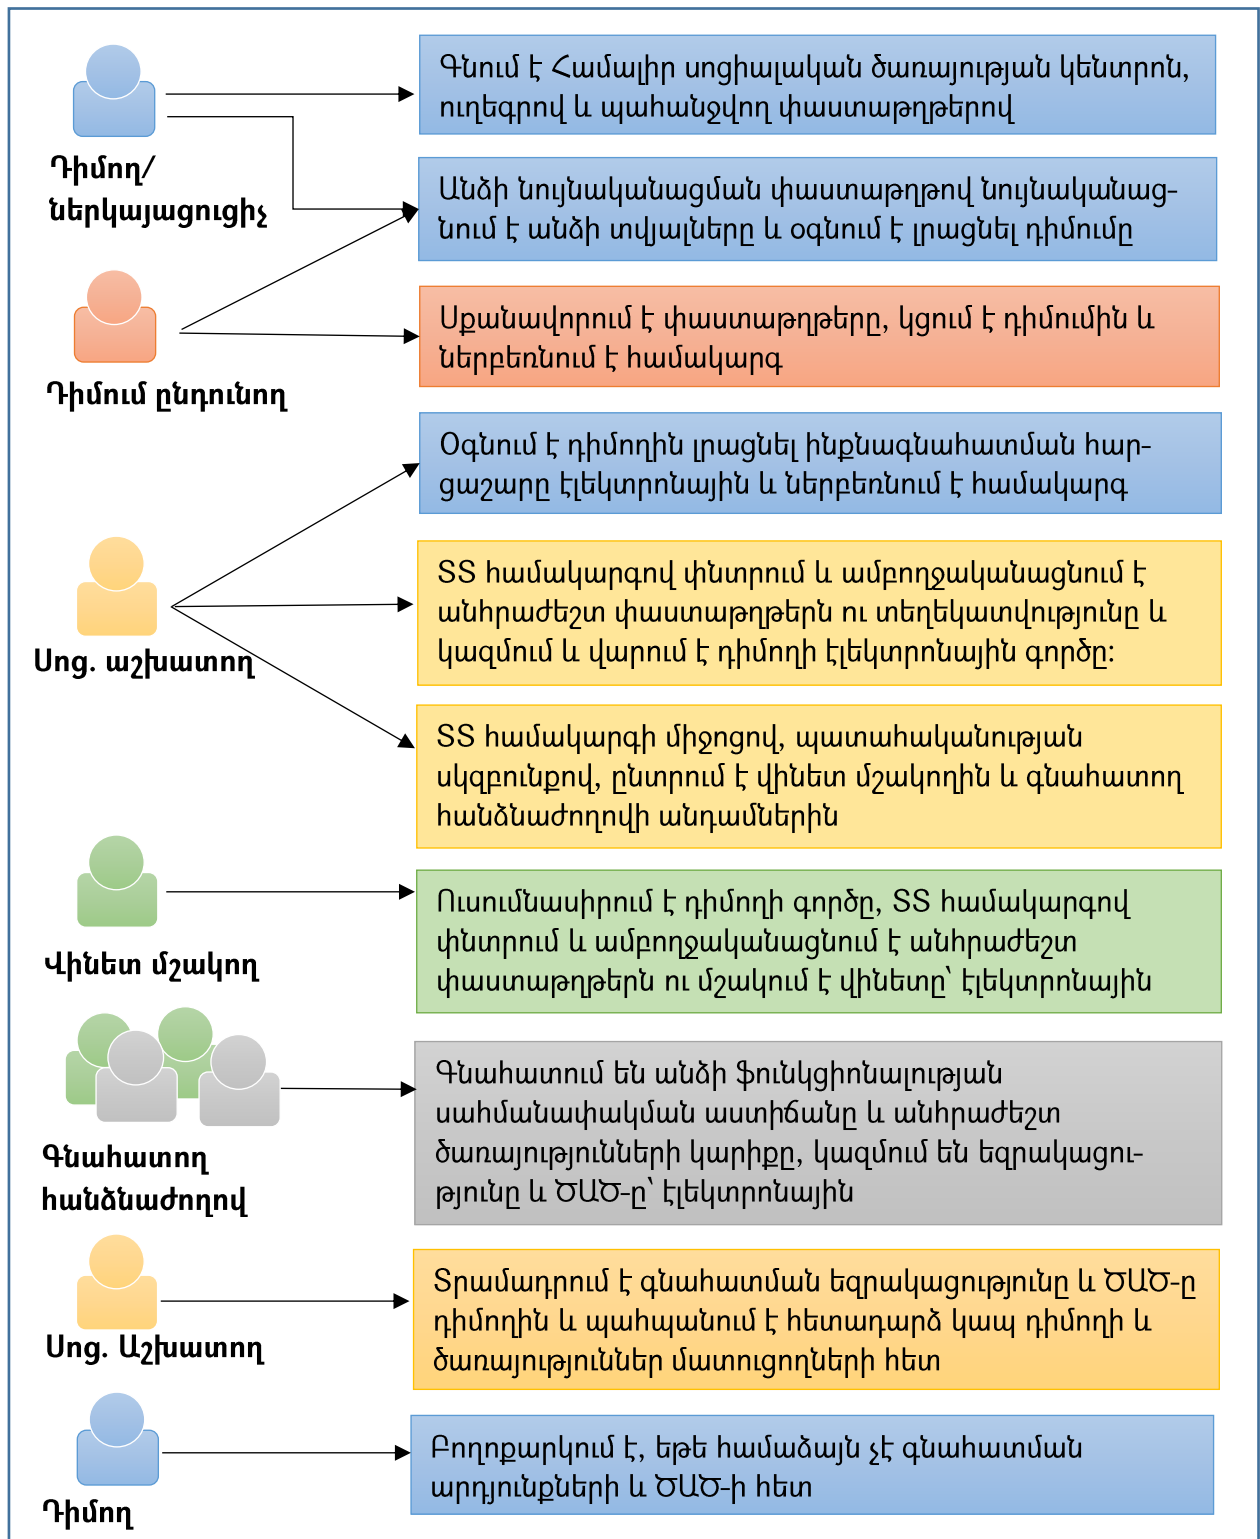 Գնում է Համալիր սոցիալական ծառայության կենտրոն,
ուղեգրով և պահանջվող փաստաթղթերով
Դիմող/
ներկայացուցիչ
Անձի նույնականացման փաստաթղթով նույնականաց-
նում է անձի տվյալները և օգնում է լրացնել դիմումը
Սքանավորում է փաստաթղթերը, կցում է դիմումին և
ներբեռնում է համակարգ
Դիմում ընդունող
Օգնում է դիմողին լրացնել ինքնագնահատման հար-
ցաշարը էլեկտրոնային և ներբեռնում է համակարգ
ՏՏ համակարգով փնտրում և ամբողջականացնում է
անհրաժեշտ փաստաթղթերն ու տեղեկատվությունը և
կազմում և վարում է դիմողի էլեկտրոնային գործը:
Սոց. աշխատող
ՏՏ համակարգի միջոցով, պատահականության
սկզբունքով, ընտրում է վինետ մշակողին և գնահատող
հանձնաժողովի անդամներին
Ուսումնասիրում է դիմողի գործը, ՏՏ համակարգով
փնտրում և ամբողջականացնում է անհրաժեշտ
փաստաթղթերն ու մշակում է վինետը՝ էլեկտրոնային
Վինետ մշակող
Գնահատում են անձի ֆունկցիոնալության
սահմանափակման աստիճանը և անհրաժեշտ
ծառայությունների կարիքը, կազմում են եզրակացու-
թյունը և ԾԱԾ-ը՝ էլեկտրոնային
Գնահատող
հանձնաժողով
Տրամադրում է գնահատման եզրակացությունը և ԾԱԾ-ը
դիմողին և պահպանում է հետադարձ կապ դիմողի և
ծառայություններ մատուցողների հետ
Սոց. Աշխատող
Բողոքարկում է, եթե համաձայն չէ գնահատման
արդյունքների և ԾԱԾ-ի հետ
Դիմող